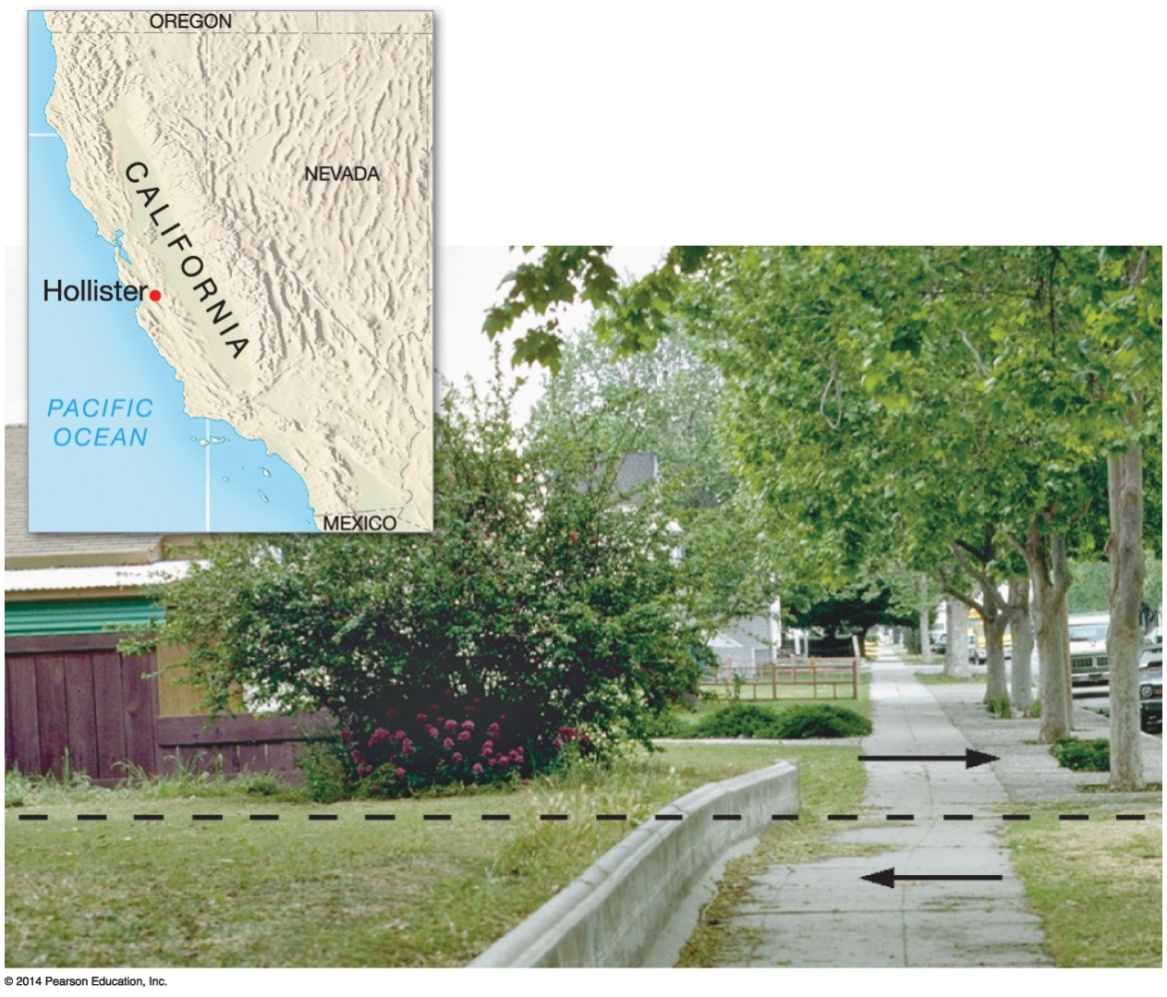 OREGON
NEVADA
CALIFORNIA
Hollister
PACIFIC
OCEAN
MEXICO
© 2014 Pearson Education, Inc.